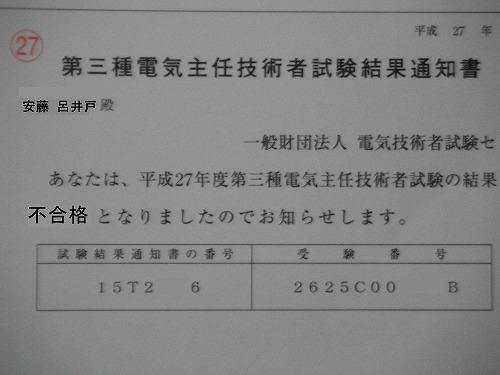 平成 27 年
27
第三種電気主任技術者試験結果通知書
安藤 呂井戸 殿
一般財団法人 電気技術者試験セ
あなたは、平成27年度第三種電気主任技術者試験の結果
不合格となりましたのでお知らせします。
試験結果通知書の番号 受験番号
15T2 6 2625C00 B